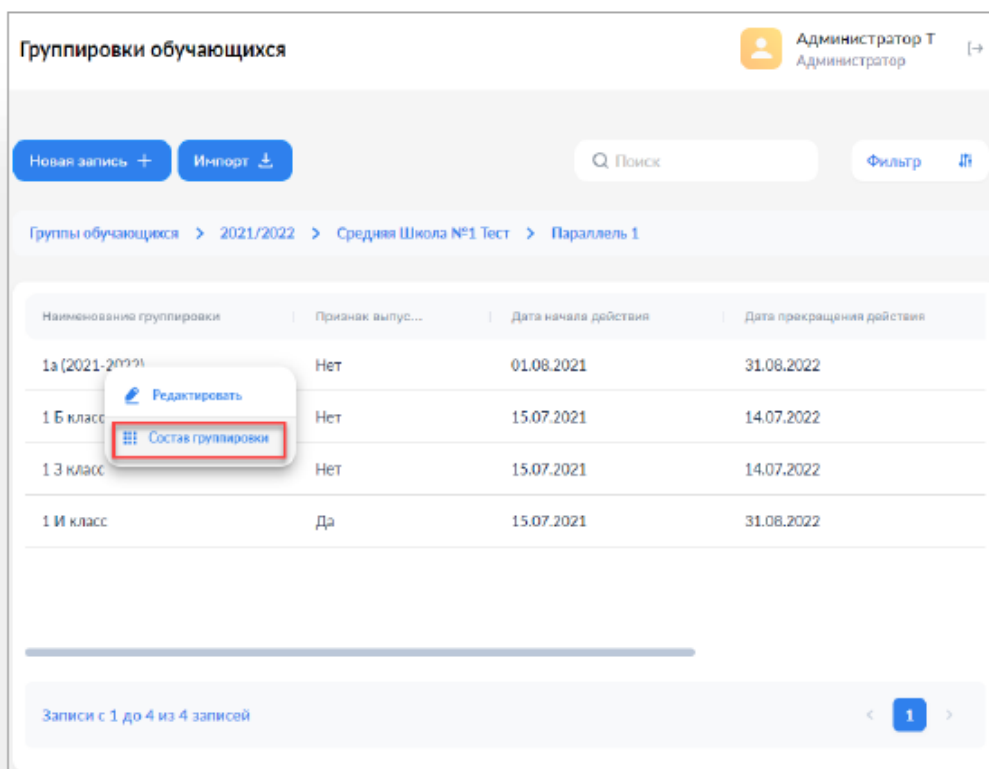 Группировки обучающихся
Администратор Т
Администратор
Новая запись +
Импорт
Поиск
Фильтр
Группы обучающихся > 2021/2022 > Средняя Школа №1 Тест > Параллель 1
Наименование группировки Признак выпус... Дата начала действия Дата прекращения действия
1а (2021-2022) Нет 01.08.2021 31.08.2022
Редактировать
1 Б класс Нет 15.07.2021 14.07.2022
Состав группировки
1 З класс Нет 15.07.2021 14.07.2022
1 И класс Да 15.07.2021 31.08.2022
Записи с 1 до 4 из 4 записей
< 1 >